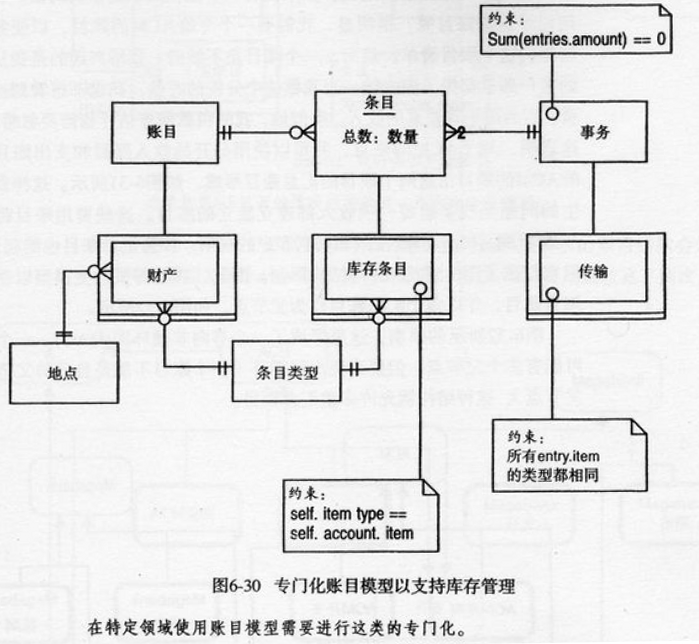 约束：
Sum(entries.amount) == 0
账目
条目
总数：数量
2
事务
财产
库存条目
传输
地点
条目类型
约束：
所有entry.item
的类型都相同
约束：
self. item type ==
self. account. item
图6-30 专门化账目模型以支持库存管理
在特定领域使用账目模型需要进行这类的专门化。